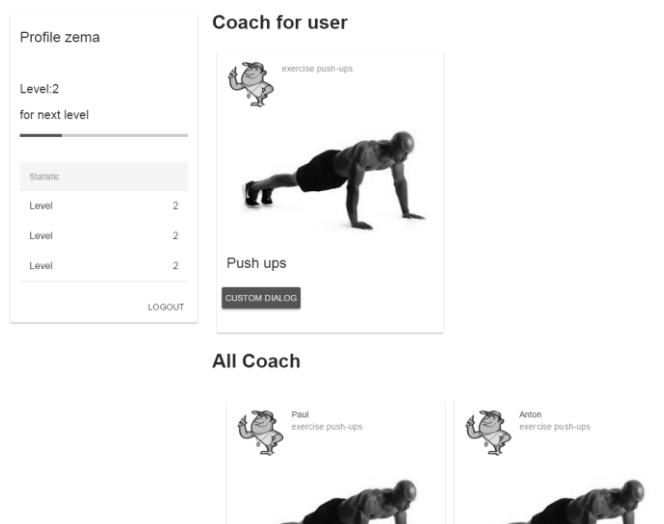 Profile zema
Level:2
for next level
Statistic
Level 2
Level 2
Level 2
LOGOUT
Coach for user
exercise push-ups
Push ups
CUSTOM DIALOG
All Coach
Paul
exercise push-ups
Anton
exercise push-ups